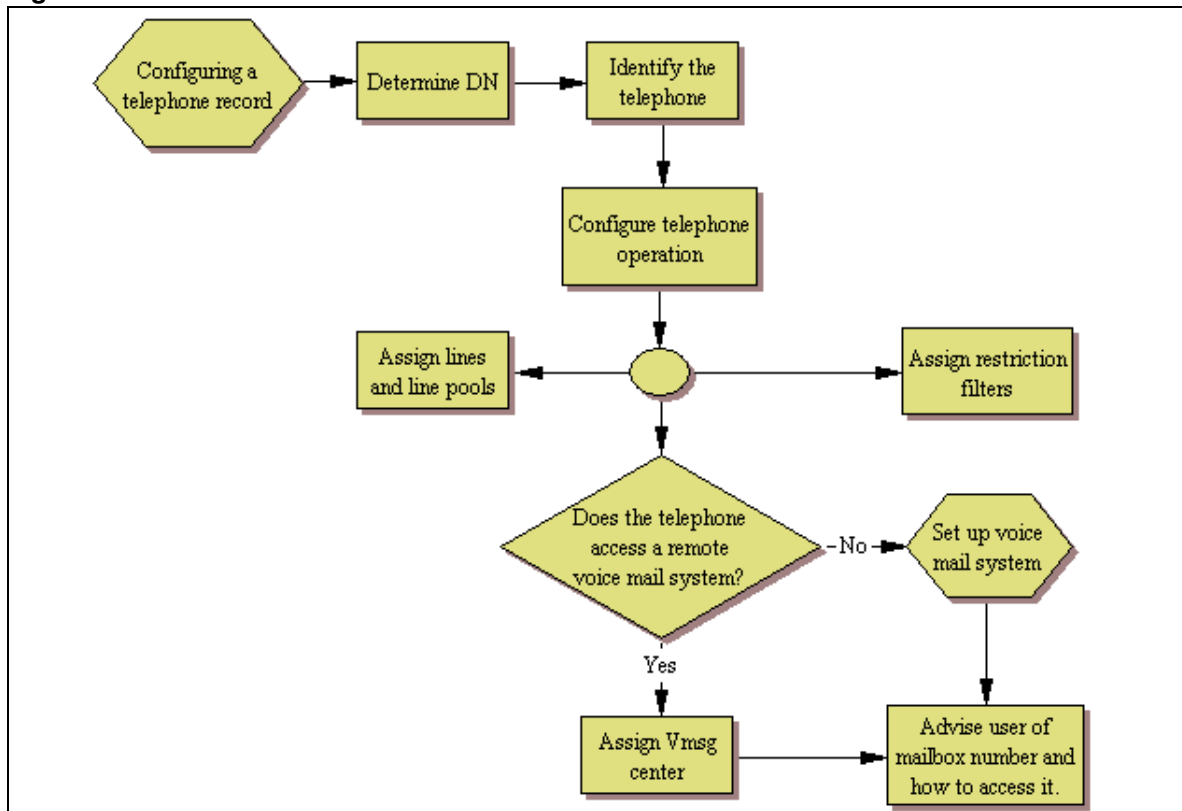 Configuring a
telephone record
Determine DN
Identify the
telephone
Configure telephone
operation
Assign lines
and line pools
Assign restriction
filters
Does the telephone
access a remote
voice mail system?
No
Set up voice
mail system
Yes
Assign Vmsg
center
Advise user of
mailbox number and
how to access it.